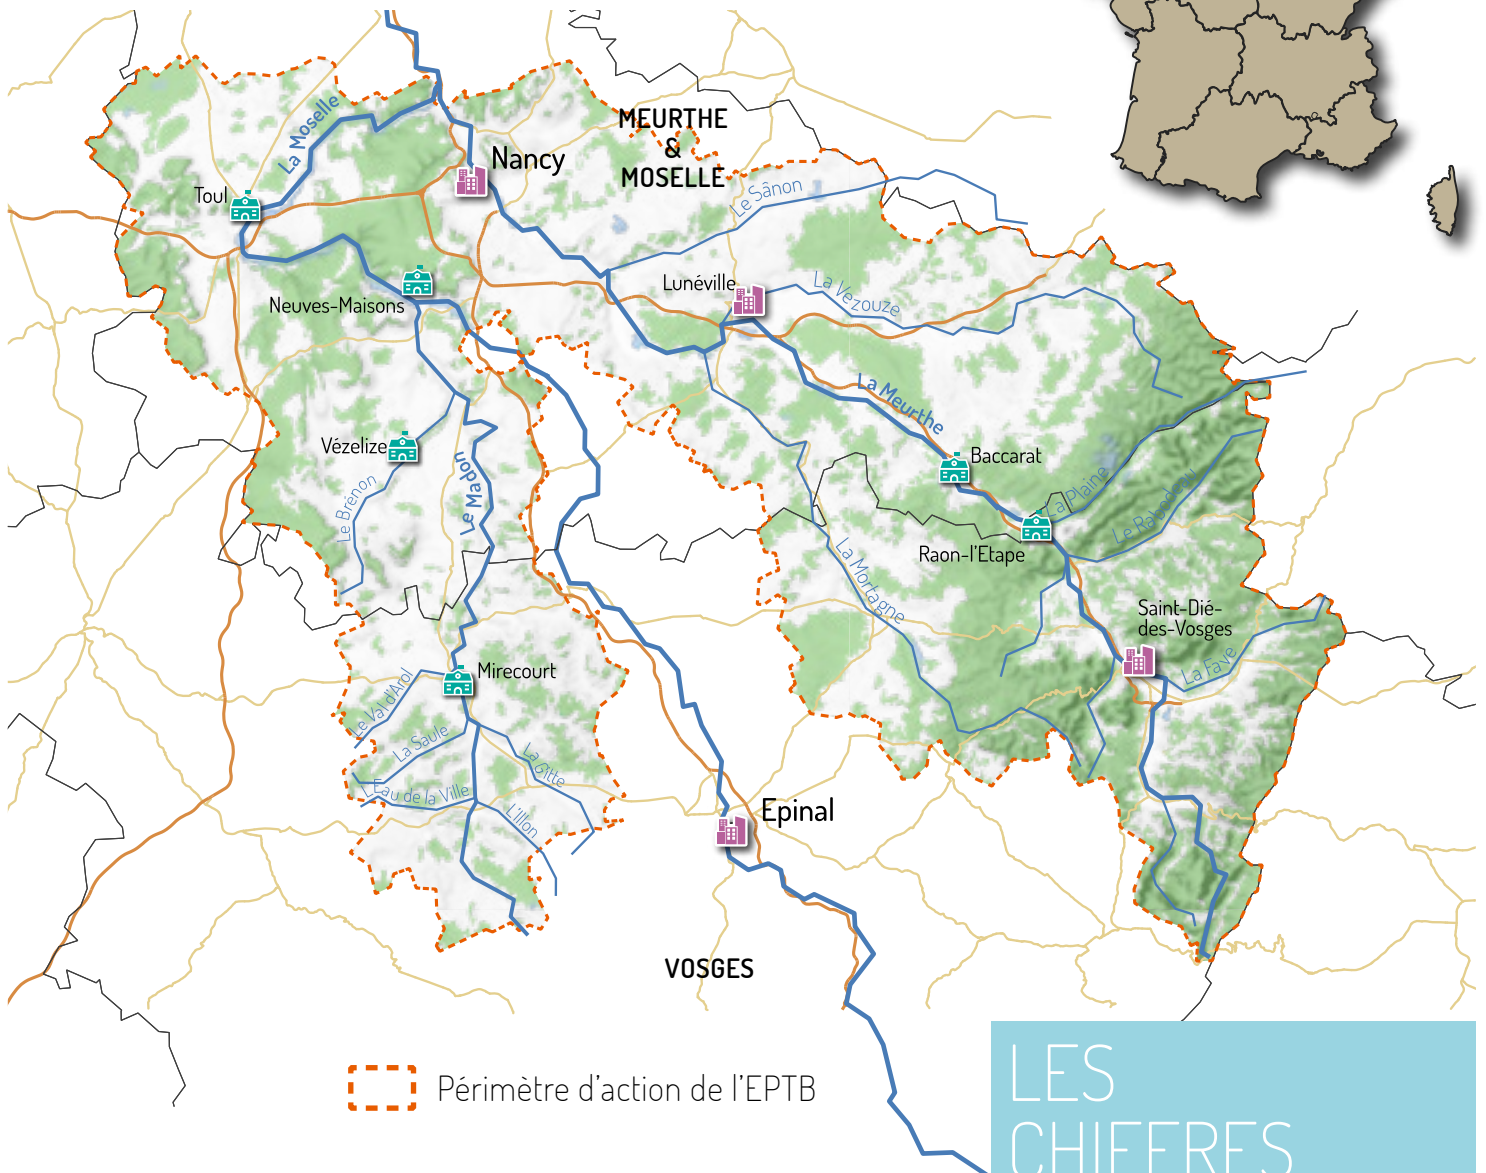 MEURTHE
&
MOSELLE
La Moselle
Nancy
Toul
Le Sânon
Lunéville
La Vezouze
Neuves-Maisons
La Meurthe
Vézelize
Baccarat
Le Brénon
Le Madon
La Plaine
Le Rabodeau
Raon-l'Etape
La Mortagne
Saint-Dié-
des-Vosges
La Fave
Mirecourt
Le Val d'Arol
La Saule
La Gitte
L'Eau de la Ville
L'Illon
Epinal
VOSGES
Périmètre d'action de l'EPTB
LES
CHIFFRES